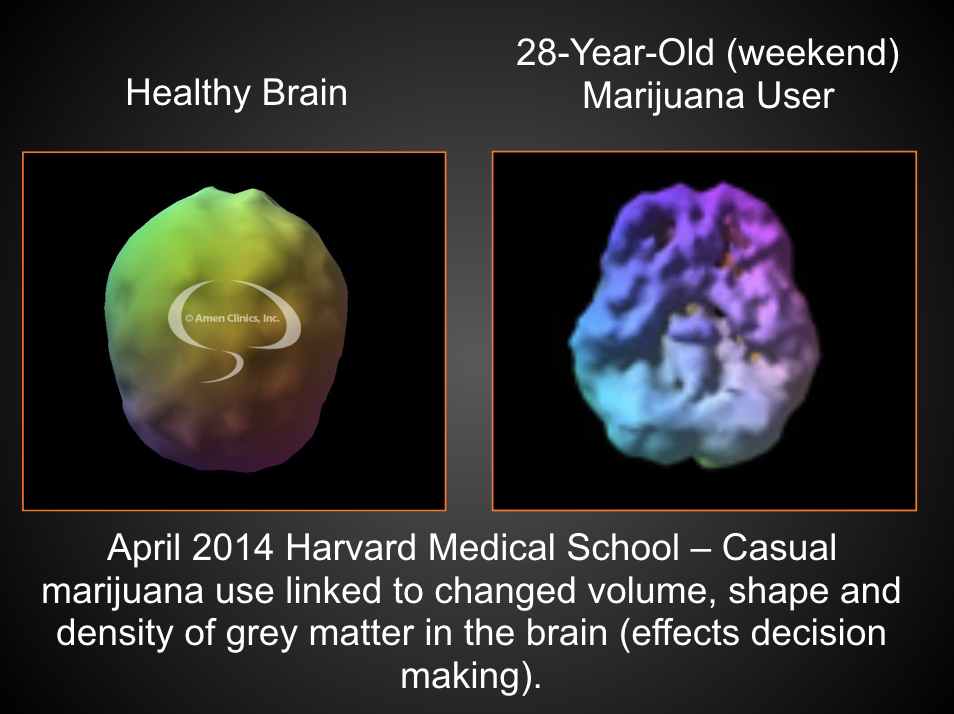 Healthy Brain
28-Year-Old (weekend)
Marijuana User
© Amen Clinics, Inc.
April 2014 Harvard Medical School – Casual
marijuana use linked to changed volume, shape and
density of grey matter in the brain (effects decision
making).